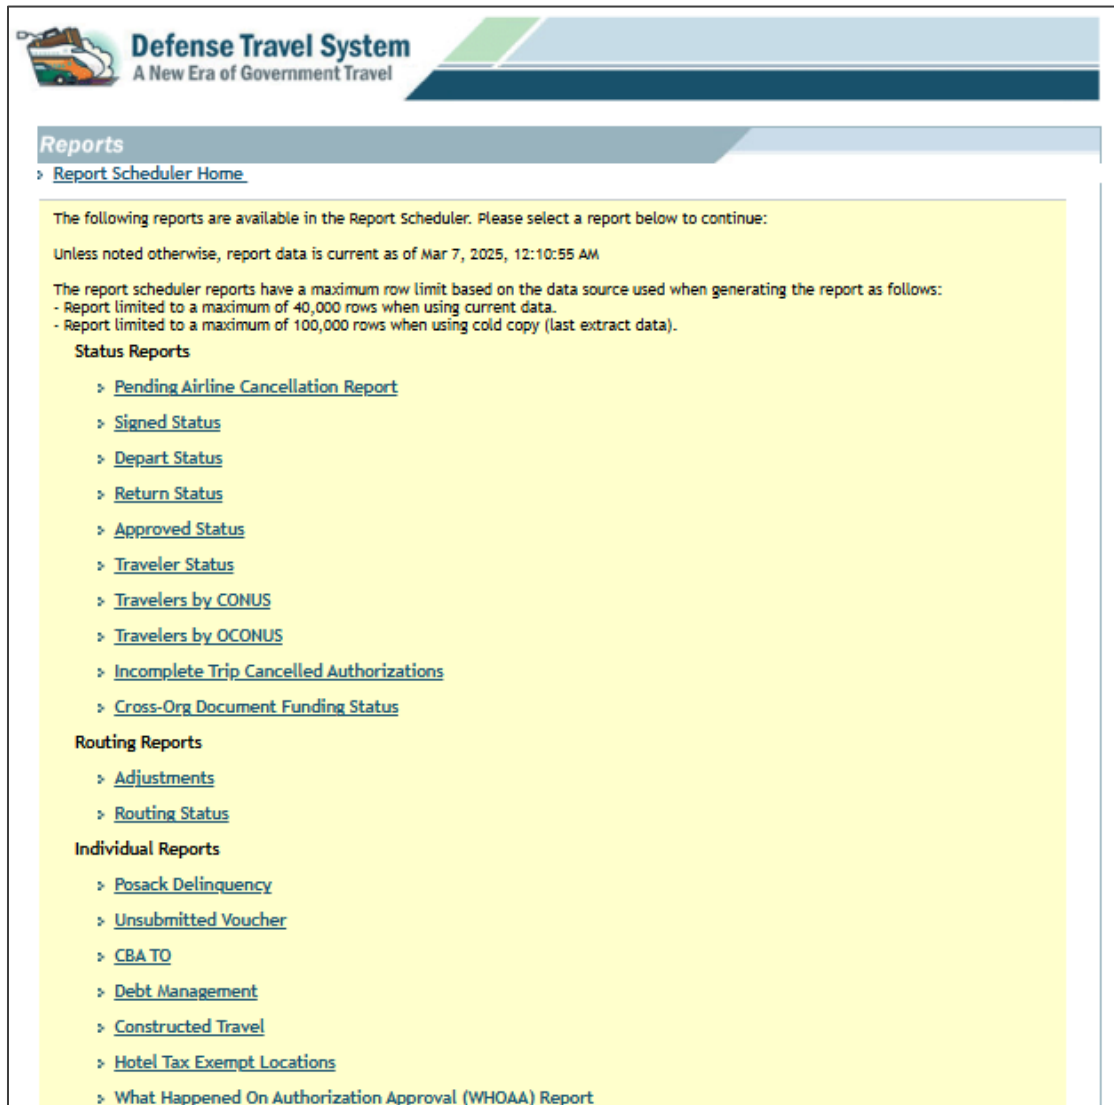 Defense Travel System
A New Era of Government Travel
Reports
Report Scheduler Home
The following reports are available in the Report Scheduler. Please select a report below to continue:
Unless noted otherwise, report data is current as of Mar 7, 2025, 12:10:55 AM
The report scheduler reports have a maximum row limit based on the data source used when generating the report as follows:
- Report limited to a maximum of 40,000 rows when using current data.
- Report limited to a maximum of 100,000 rows when using cold copy (last extract data).
Status Reports
Pending Airline Cancellation Report
Signed Status
Depart Status
Return Status
Approved Status
Traveler Status
Travelers by CONUS
Travelers by OCONUS
Incomplete Trip Cancelled Authorizations
Cross-Org Document Funding Status
Routing Reports
Adjustments
Routing Status
Individual Reports
Posack Delinquency
Unsubmitted Voucher
CBA TO
Debt Management
Constructed Travel
Hotel Tax Exempt Locations
What Happened On Authorization Approval (WHOAA) Report